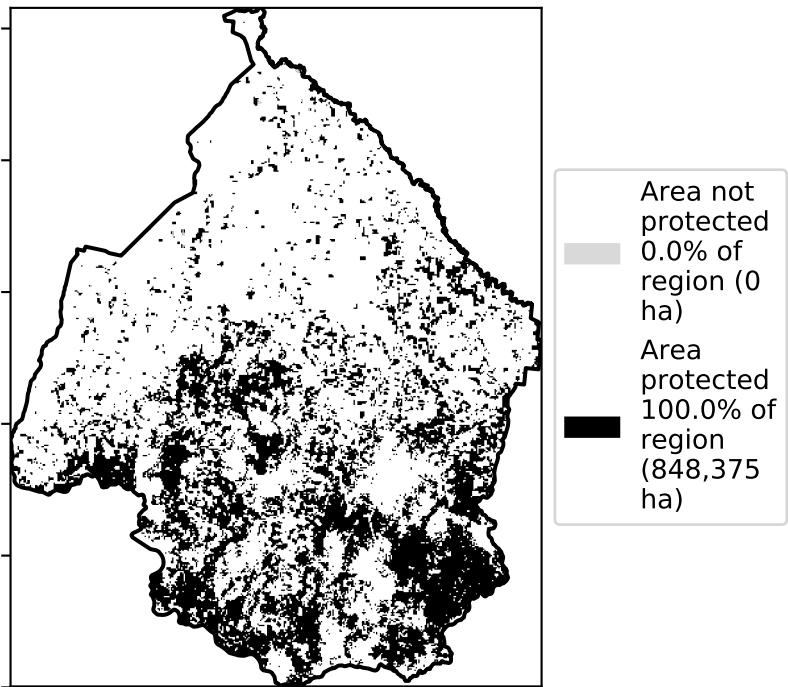 Area not
protected
0.0% of
region (0
ha)
Area
protected
100.0% of
region
(848,375
ha)